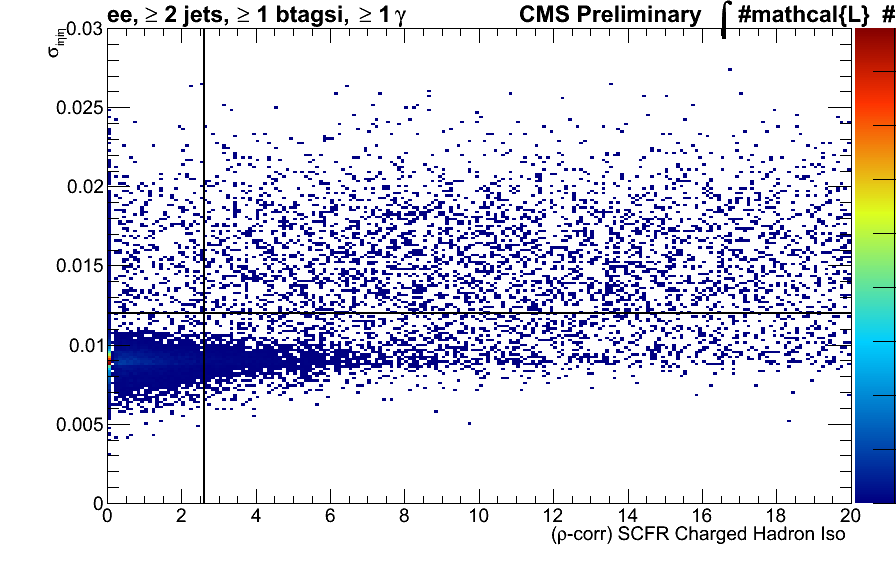 ee, ≥ 2 jets, ≥ 1 btagsi, ≥ 1 γ CMS Preliminary ∫ #mathcal{L} #
σiηiη
0.03
0.025
0.02
0.015
0.01
0.005
0
0 2 4 6 8 10 12 14 16 18 20
(ρ-corr) SCFR Charged Hadron Iso